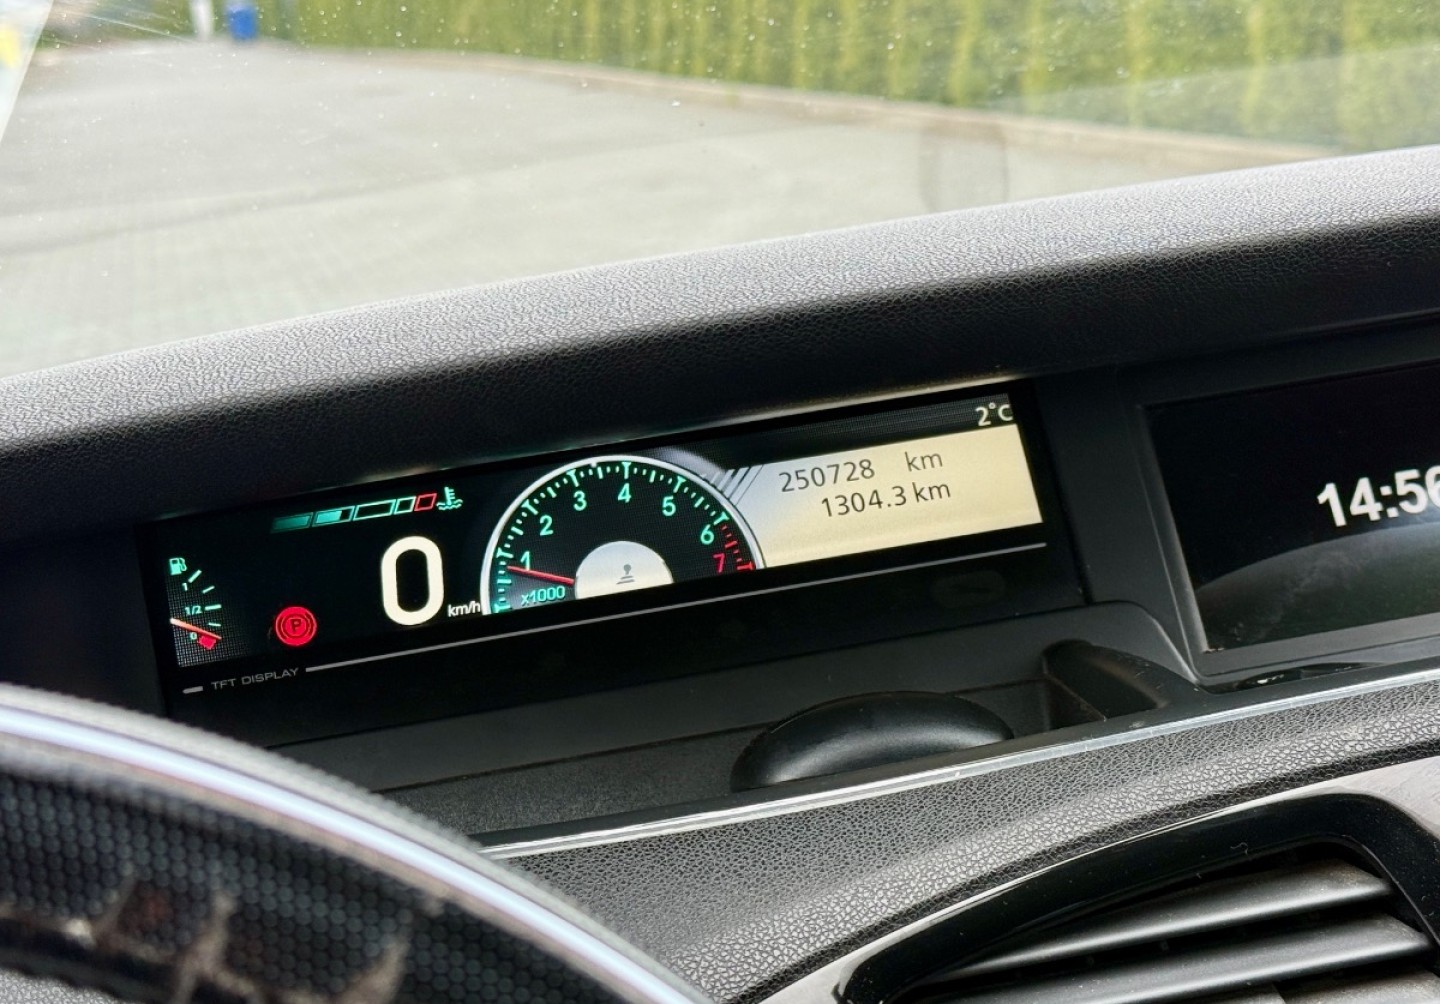 2°C
250728 km
1304.3 km
14:56
1 2 3 4 5 6 7
x1000
0 km/h
1
1/2
0
P
TFT DISPLAY